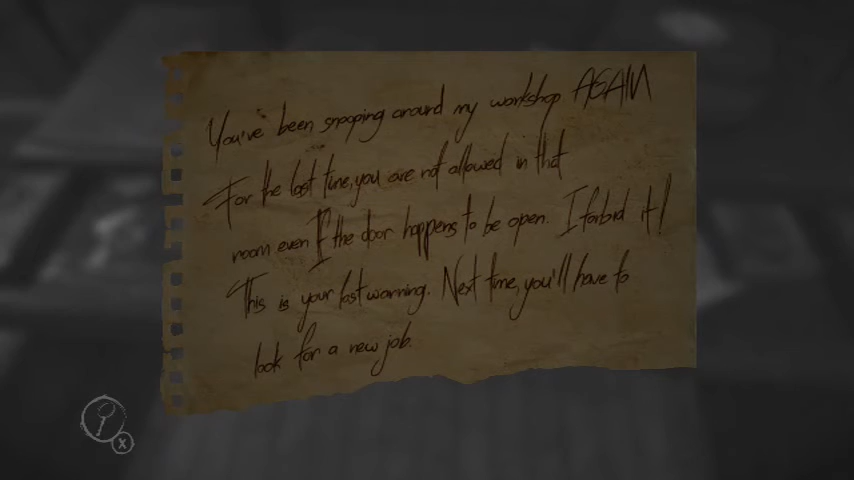 You've been snooping around my workshop AGAIN
For the last time, you are not allowed in that
room even If the door happens to be open. I forbid it!
This is your last warning. Next time, you'll have to
look for a new job.
X